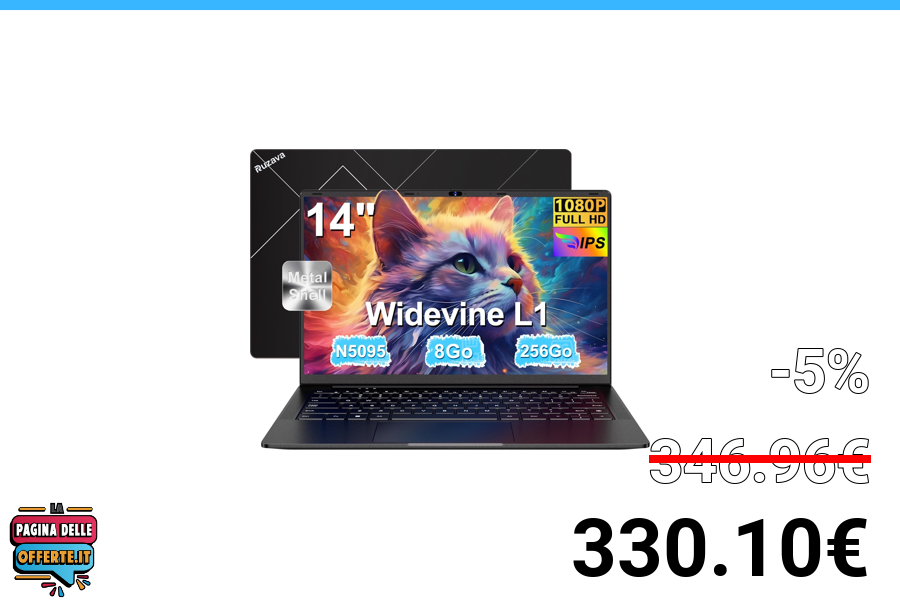 Ruzava
14"
1080P
FULL HD
IPS
Metal
Shell
Widevine L1
N5095
8Go
256Go
-5%
346.96€
330.10€
LA
PAGINA DELLE
OFFERTE.IT